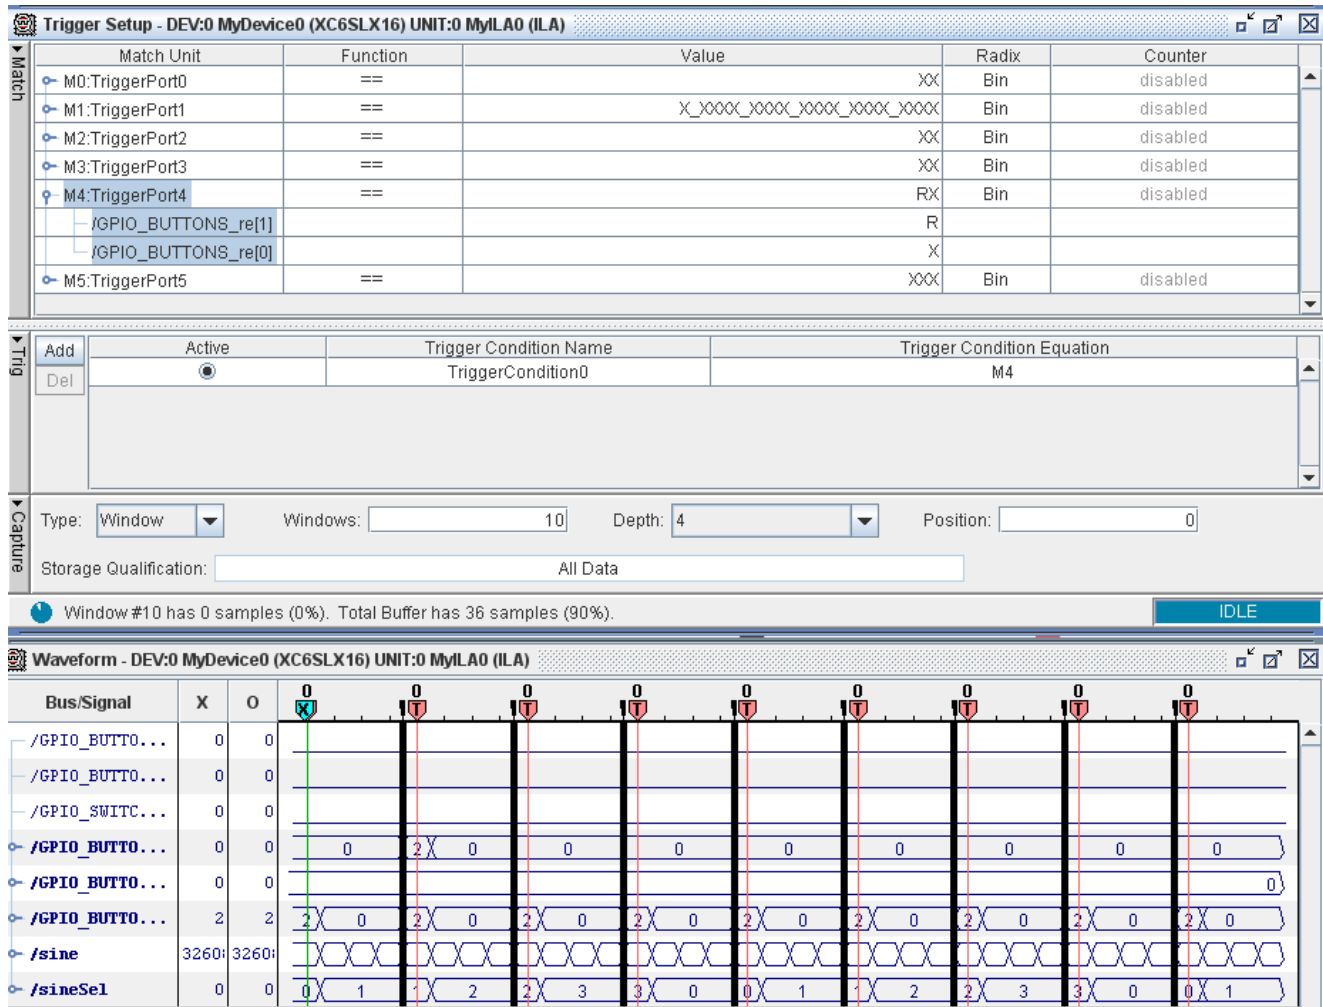 Trigger Setup - DEV:0 MyDevice0 (XC6SLX16) UNIT:0 MyILA0 (ILA)
Match
Match Unit Function Value Radix Counter
M0:TriggerPort0 == XX Bin disabled
M1:TriggerPort1 == X_XXXX_XXXX_XXXX_XXXX_XXXX Bin disabled
M2:TriggerPort2 == XX Bin disabled
M3:TriggerPort3 == XX Bin disabled
M4:TriggerPort4 == RX Bin disabled
/GPIO_BUTTONS_re[1] R
/GPIO_BUTTONS_re[0] X
M5:TriggerPort5 == XXX Bin disabled
Trig
Add Active Trigger Condition Name Trigger Condition Equation
Del TriggerCondition0 M4
Capture
Type: Window Windows: 10 Depth: 4 Position: 0
Storage Qualification: All Data
Window #10 has 0 samples (0%). Total Buffer has 36 samples (90%). IDLE
Waveform - DEV:0 MyDevice0 (XC6SLX16) UNIT:0 MyILA0 (ILA)
Bus/Signal X O 0 0 0 0 0 0 0 0 0
X T T T T T T T T
/GPIO_BUTTO... 0 0
/GPIO_BUTTO... 0 0
/GPIO_SWITC... 0 0
/GPIO_BUTTO... 0 0 0 2 0 0 0 0 0 0 0 0
/GPIO_BUTTO... 0 0 0
/GPIO_BUTTO... 2 2 2 0 2 0 2 0 2 0 2 0 2 0 2 0 2 0 2 0
/sine 3260 3260
/sineSel 0 0 0 1 1 2 2 3 3 0 0 1 1 2 2 3 3 0 0 1